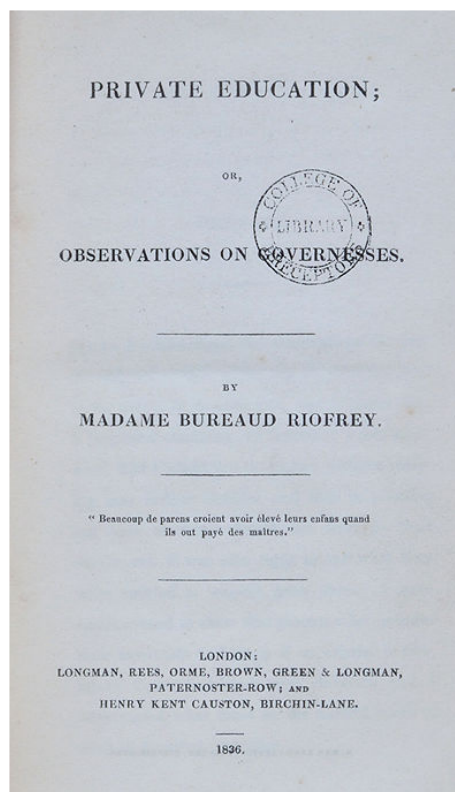 PRIVATE EDUCATION;
OR,
COLLEGE OF
LIBRARY
PRECEPTORS
OBSERVATIONS ON GOVERNESSES.
BY
MADAME BUREAUD RIOFREY.
“ Beaucoup de parens croient avoir élevé leurs enfans quand
ils out payé des maîtres.”
LONDON:
LONGMAN, REES, ORME, BROWN, GREEN & LONGMAN,
PATERNOSTER-ROW; AND
HENRY KENT CAUSTON, BIRCHIN-LANE.
1836.